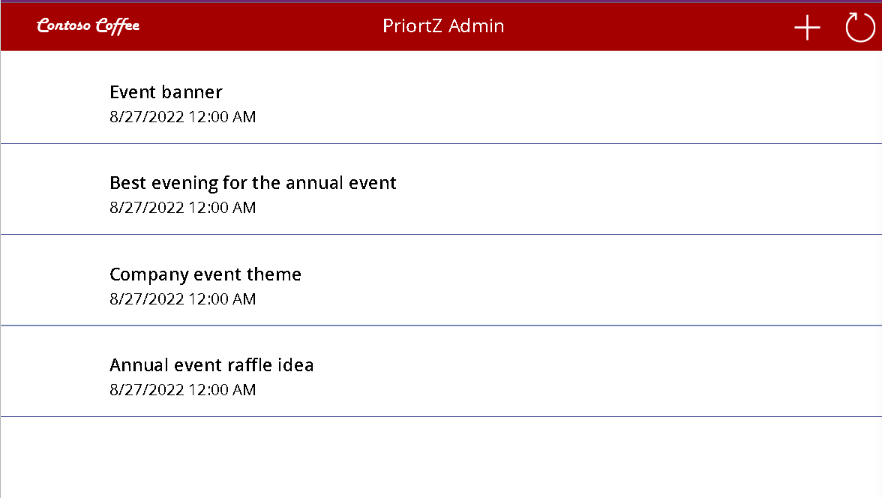 Contoso Coffee
PriortZ Admin
Event banner
8/27/2022 12:00 AM
Best evening for the annual event
8/27/2022 12:00 AM
Company event theme
8/27/2022 12:00 AM
Annual event raffle idea
8/27/2022 12:00 AM